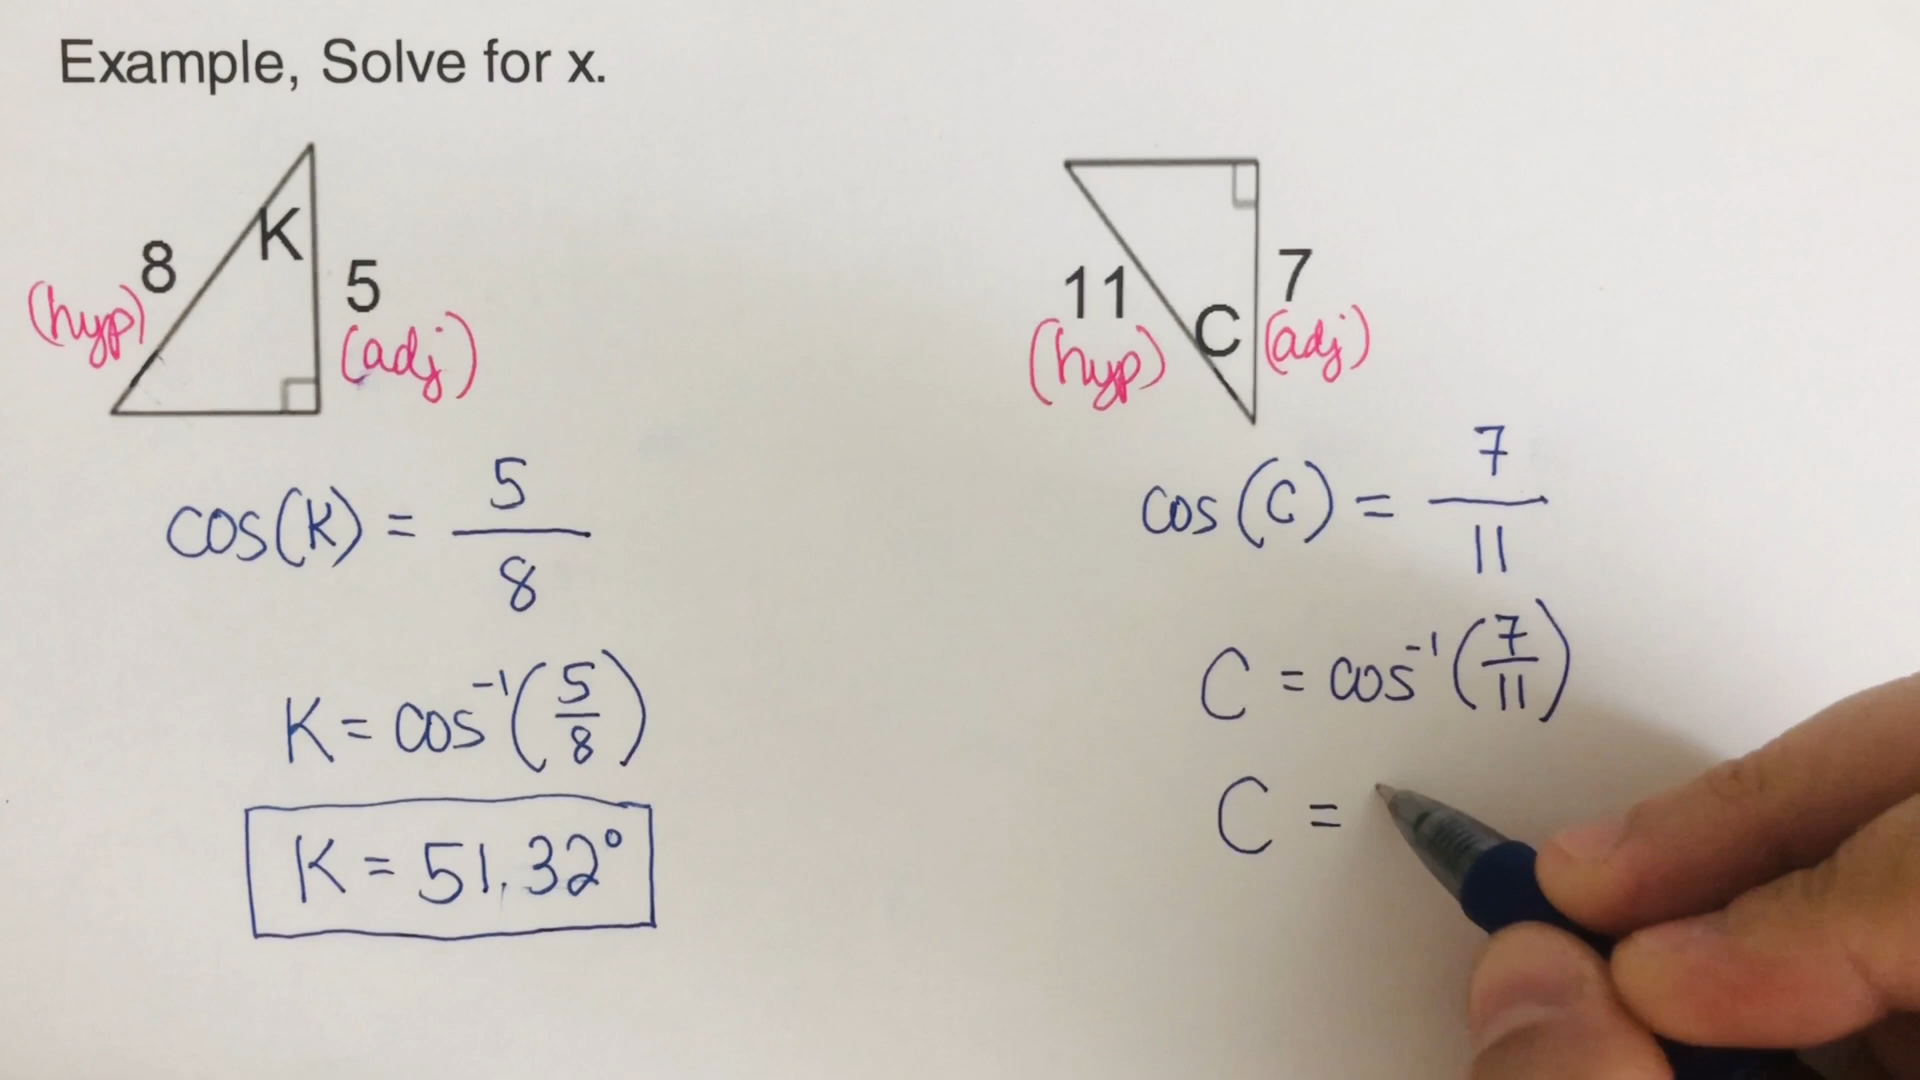 Example, Solve for x.
8
K
5
(hyp)
(adj)
cos(K) = 5/8
K = cos⁻¹(5/8)
K = 51.32°
11
C
7
(hyp)
(adj)
cos(C) = 7/11
C = cos⁻¹(7/11)
C =